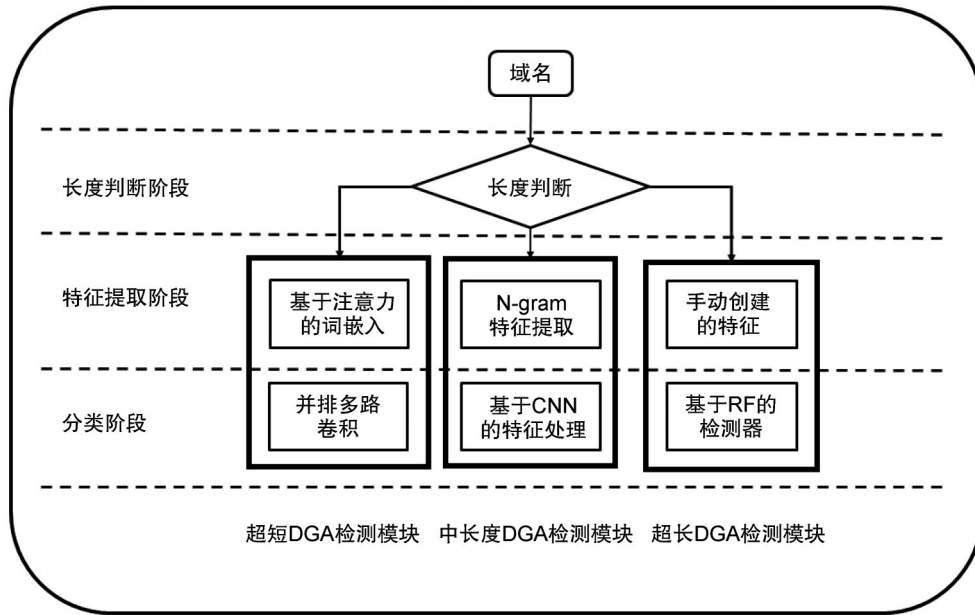 域名
长度判断阶段
长度判断
特征提取阶段
基于注意力
的词嵌入
N-gram
特征提取
手动创建
的特征
分类阶段
并排多路
卷积
基于CNN
的特征处理
基于RF的
检测器
超短DGA检测模块
中长度DGA检测模块
超长DGA检测模块